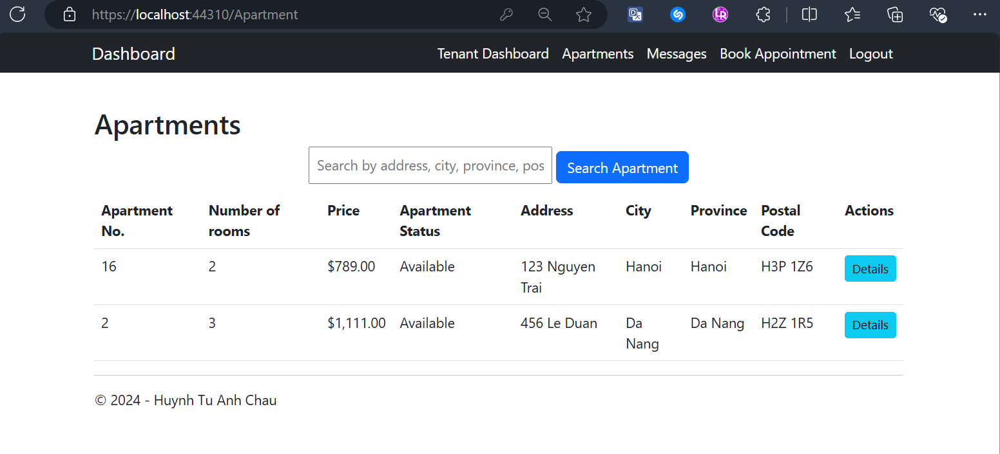 https://localhost:44310/Apartment
Dashboard Tenant Dashboard Apartments Messages Book Appointment Logout
Apartments
Search by address, city, province, pos Search Apartment
Apartment No. Number of rooms Price Apartment Status Address City Province Postal Code Actions
16 2 $789.00 Available 123 Nguyen Trai Hanoi Hanoi H3P 1Z6 Details
2 3 $1,111.00 Available 456 Le Duan Da Nang Da Nang H2Z 1R5 Details
© 2024 - Huynh Tu Anh Chau